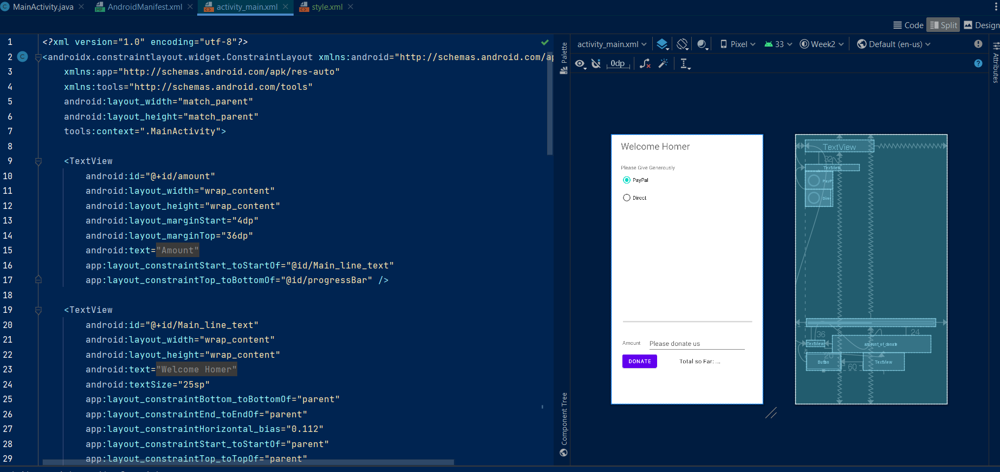 MainActivity.java AndroidManifest.xml activity_main.xml style.xml
Code Split Design
activity_main.xml Pixel 33 Week2 Default (en-us)
0dp
Palette
Attributes
Component Tree
1 <?xml version="1.0" encoding="utf-8"?>
2 <androidx.constraintlayout.widget.ConstraintLayout xmlns:android="http://schemas.android.com/ap
3 xmlns:app="http://schemas.android.com/apk/res-auto"
4 xmlns:tools="http://schemas.android.com/tools"
5 android:layout_width="match_parent"
6 android:layout_height="match_parent"
7 tools:context=".MainActivity">
8
9 <TextView
10 android:id="@+id/amount"
11 android:layout_width="wrap_content"
12 android:layout_height="wrap_content"
13 android:layout_marginStart="4dp"
14 android:layout_marginTop="36dp"
15 android:text="Amount"
16 app:layout_constraintStart_toStartOf="@id/Main_line_text"
17 app:layout_constraintTop_toBottomOf="@id/progressBar" />
18
19 <TextView
20 android:id="@+id/Main_line_text"
21 android:layout_width="wrap_content"
22 android:layout_height="wrap_content"
23 android:text="Welcome Homer"
24 android:textSize="25sp"
25 app:layout_constraintBottom_toBottomOf="parent"
26 app:layout_constraintEnd_toEndOf="parent"
27 app:layout_constraintHorizontal_bias="0.112"
28 app:layout_constraintStart_toStartOf="parent"
29 app:layout_constraintTop_toTopOf="parent"
Welcome Homer
Please Give Generously
PayPal
Direct
Amount Please donate us
DONATE Total so Far: ...
TextView
32
TextView
PayP
Direc
36 24
TextView amount_of_donate
20
Button 60 TextView